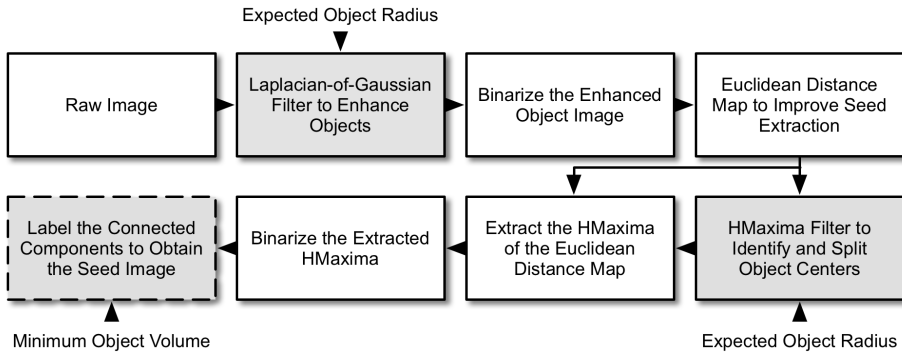 Expected Object Radius
Raw Image
Laplacian-of-Gaussian
Filter to Enhance
Objects
Binarize the Enhanced
Object Image
Euclidean Distance
Map to Improve Seed
Extraction
Label the Connected
Components to Obtain
the Seed Image
Binarize the Extracted
HMaxima
Extract the HMaxima
of the Euclidean
Distance Map
HMaxima Filter to
Identify and Split
Object Centers
Minimum Object Volume
Expected Object Radius